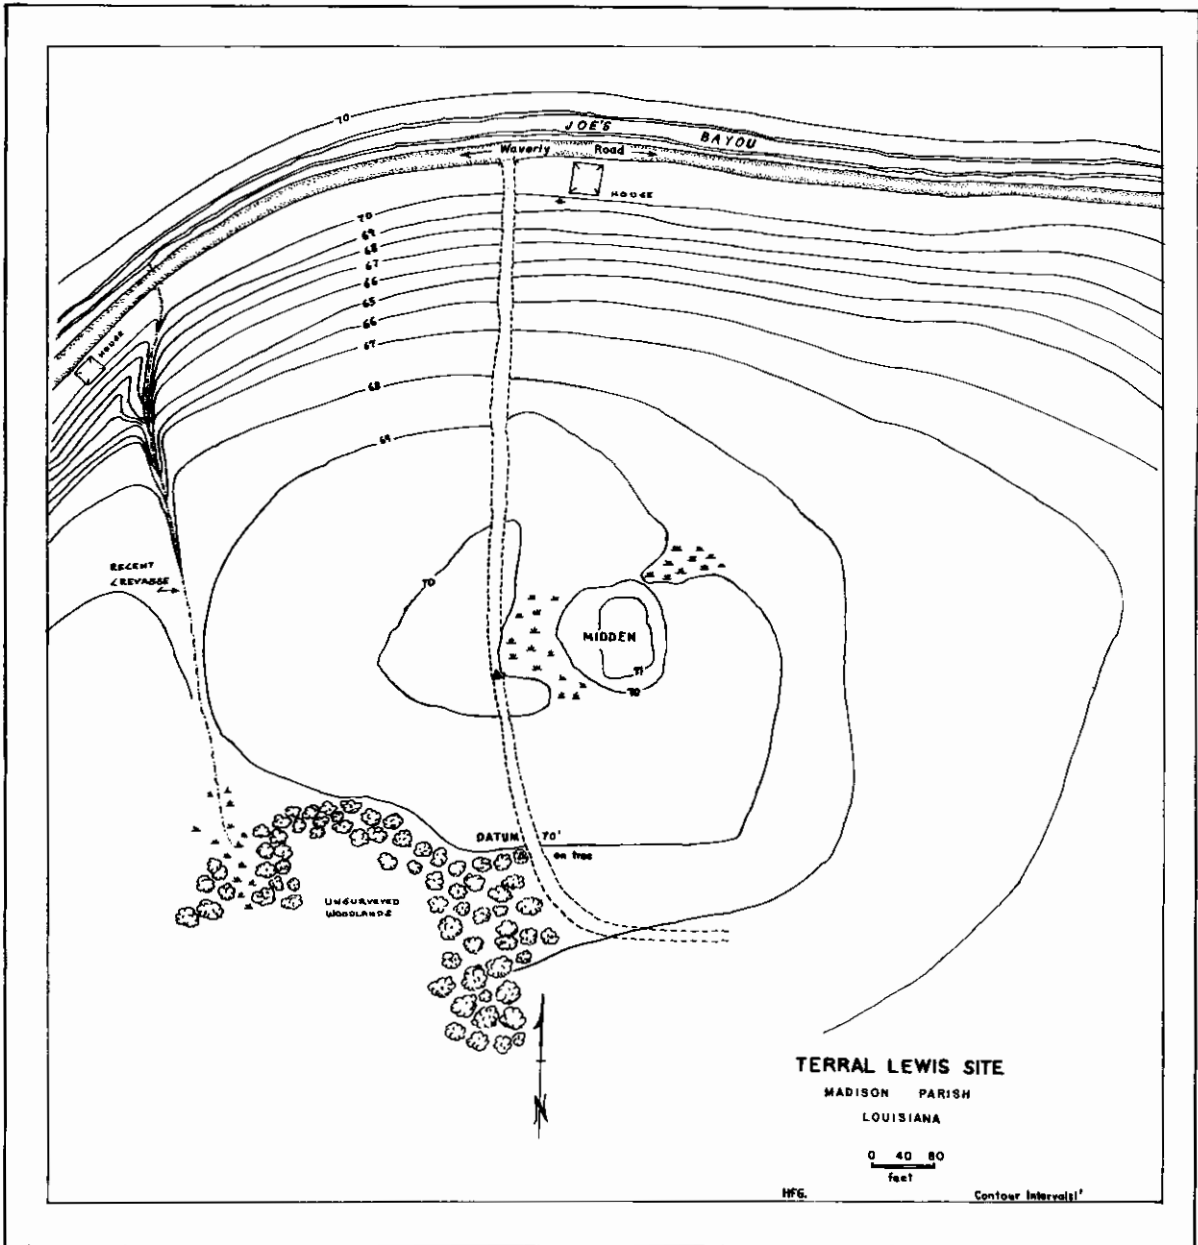 70
JOE'S BAYOU
Waverly Road
HOUSE
70
69
68
67
66
65
66
67
68
69
HOUSE
RECENT
CREVASSE
70
MIDDEN
71
70
DATUM 70'
on tree
UNSURVEYED
WOODLANDS
N
TERRAL LEWIS SITE
MADISON PARISH
LOUISIANA
0 40 80
feet
HFG.
Contour Interval 1'